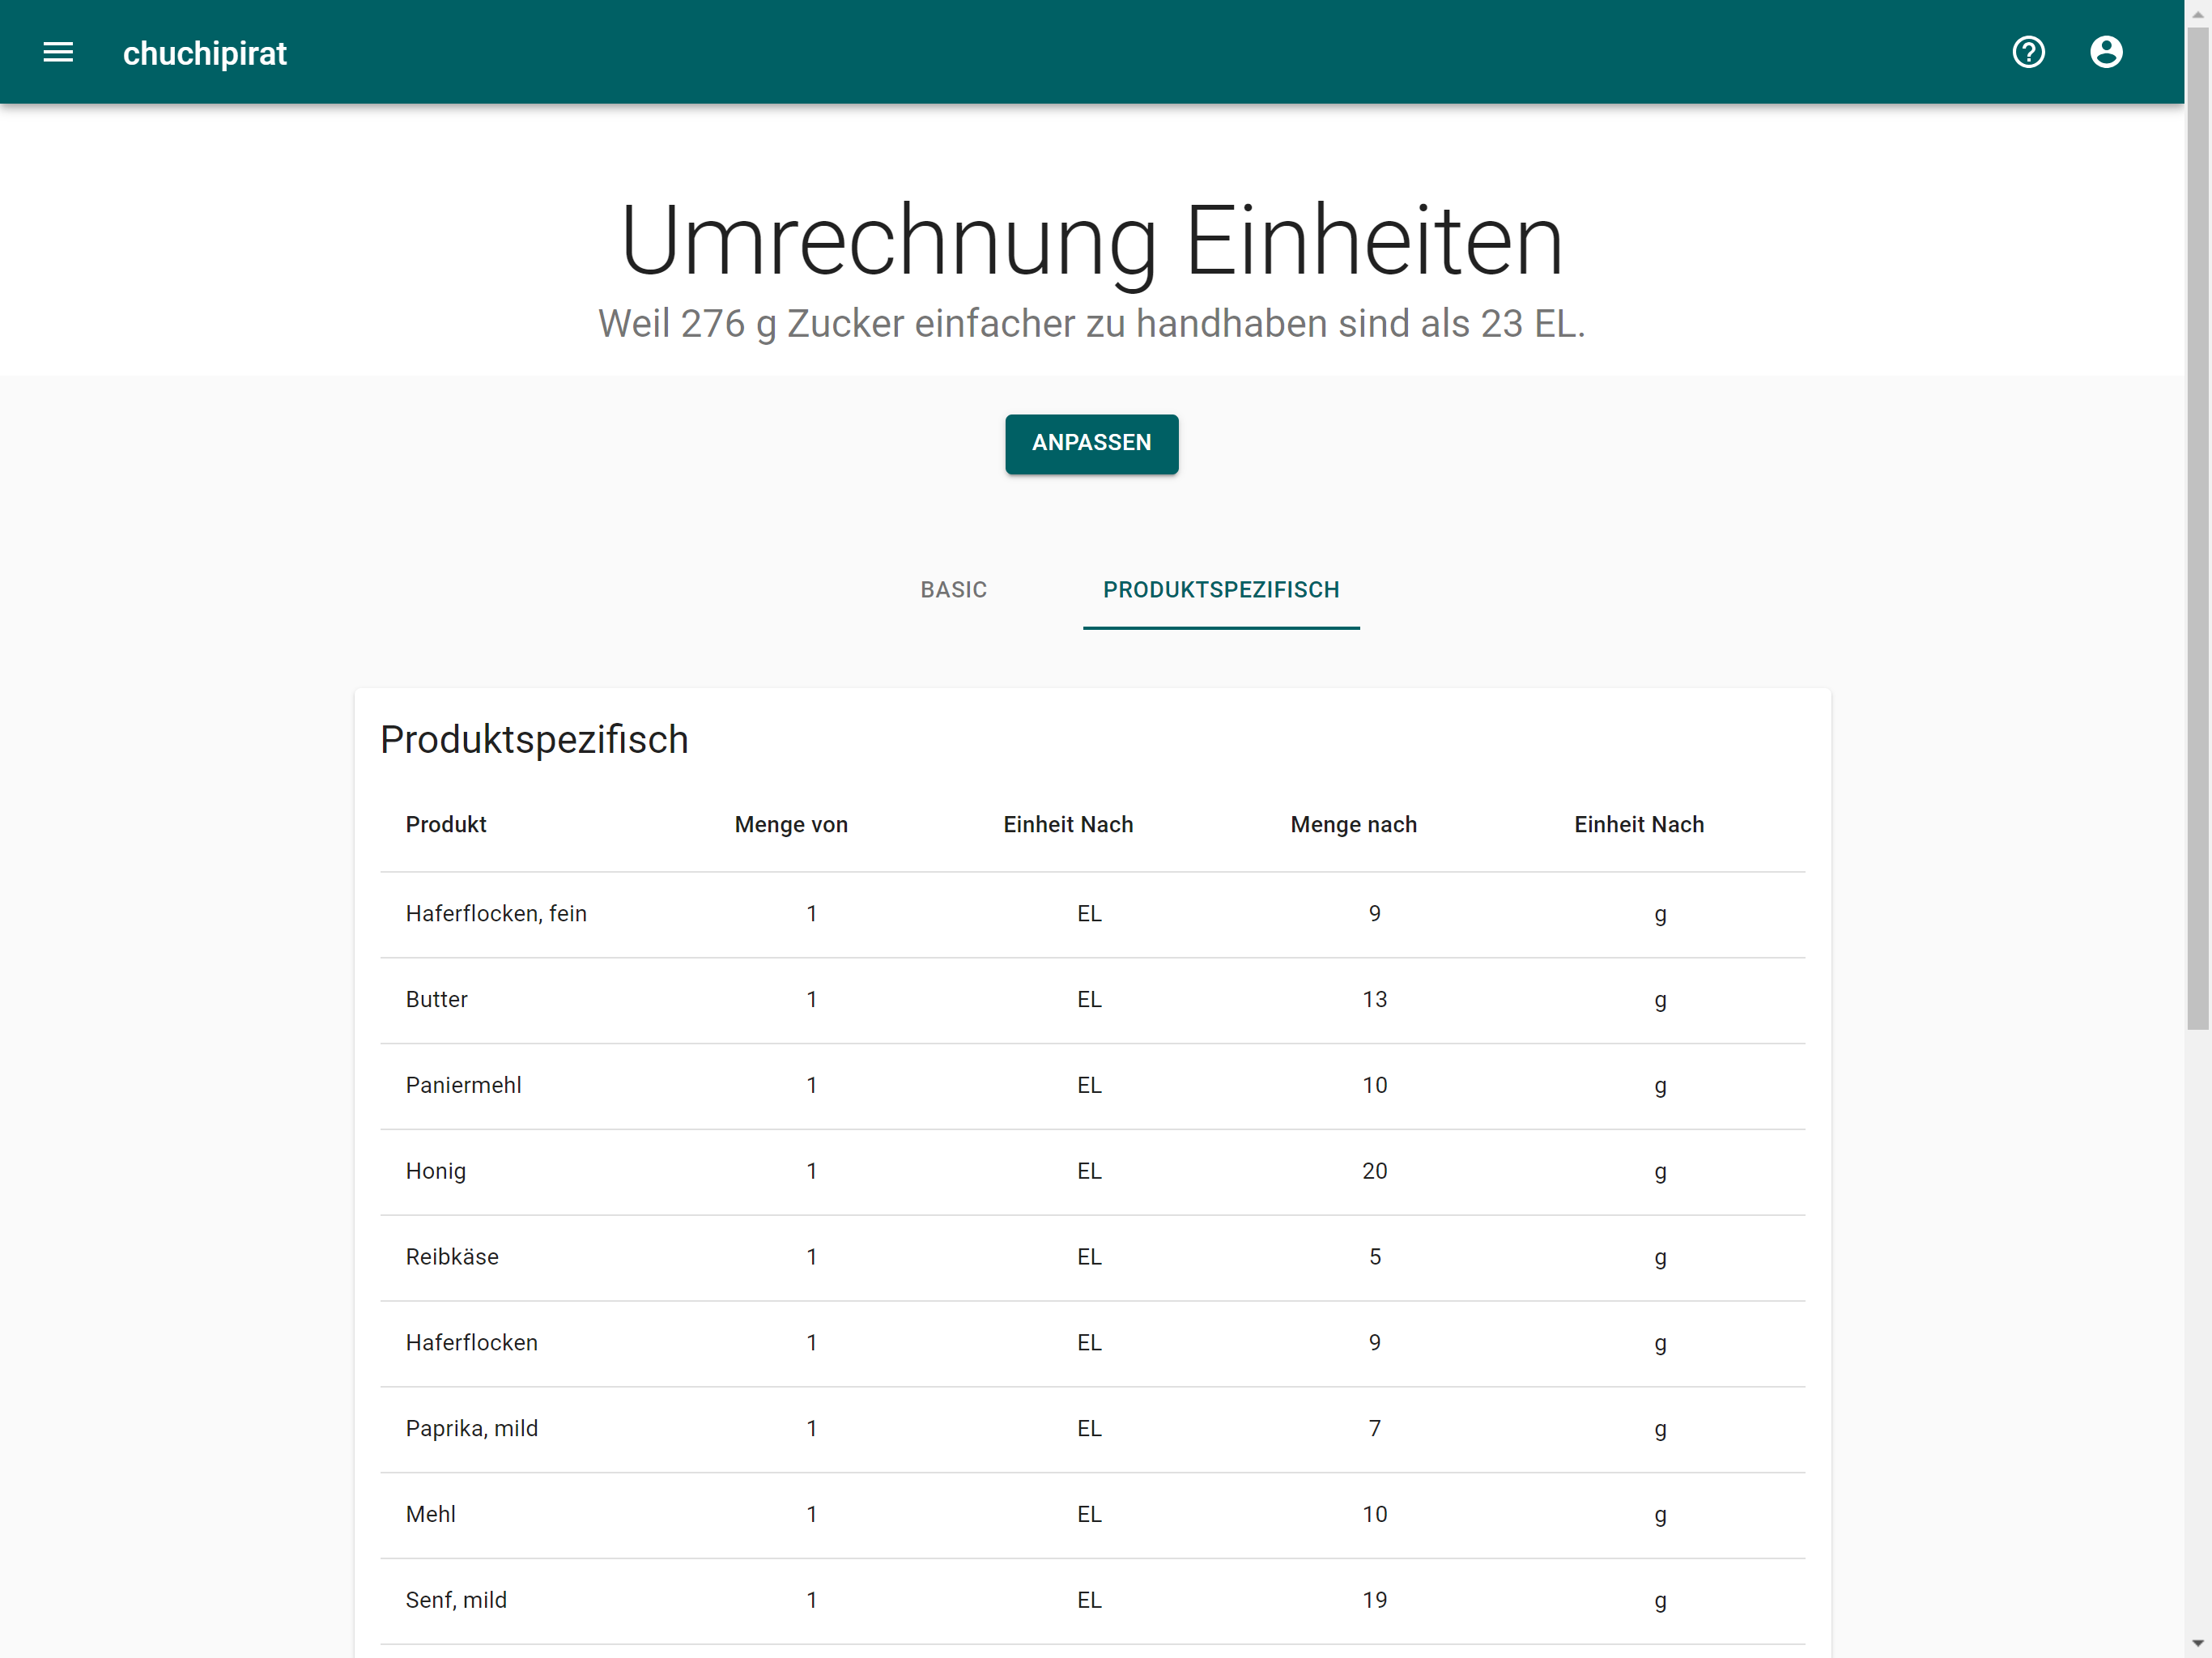 chuchipirat
Umrechnung Einheiten
Weil 276 g Zucker einfacher zu handhaben sind als 23 EL.
ANPASSEN
BASIC PRODUKTSPEZIFISCH
Produktspezifisch
Produkt Menge von Einheit Nach Menge nach Einheit Nach
Haferflocken, fein 1 EL 9 g
Butter 1 EL 13 g
Paniermehl 1 EL 10 g
Honig 1 EL 20 g
Reibkäse 1 EL 5 g
Haferflocken 1 EL 9 g
Paprika, mild 1 EL 7 g
Mehl 1 EL 10 g
Senf, mild 1 EL 19 g